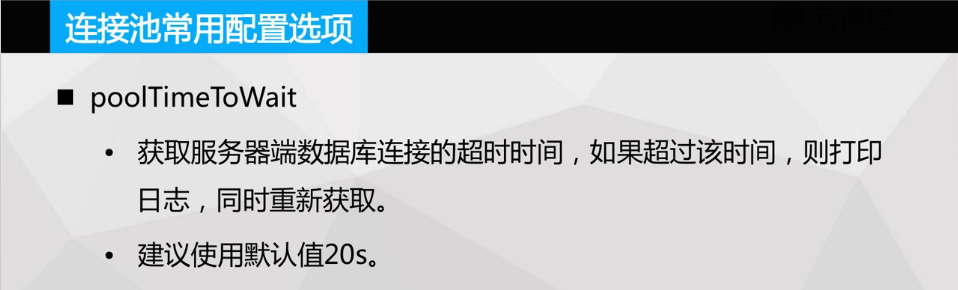 连接池常用配置选项
■ poolTimeToWait
• 获取服务器端数据库连接的超时时间，如果超过该时间，则打印
日志，同时重新获取。
• 建议使用默认值20s。